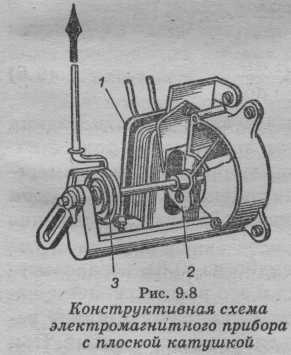 1
2
3
Рис. 9.8
Конструктивная схема
электромагнитного прибора
с плоской катушкой